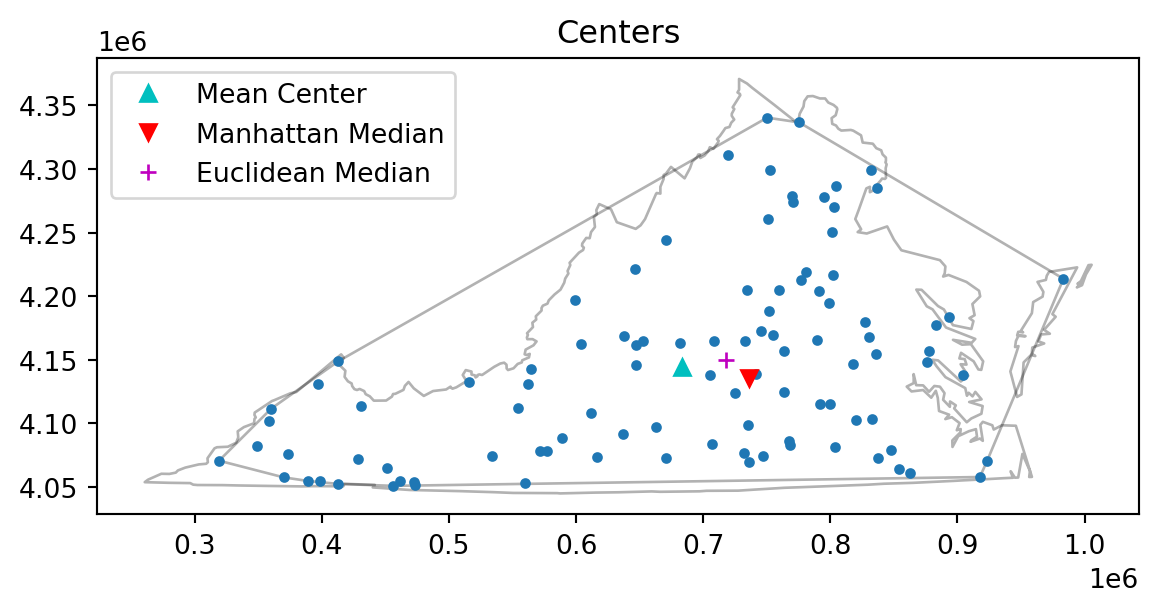 Centers
1e6
Mean Center
Manhattan Median
Euclidean Median
4.35
4.30
4.25
4.20
4.15
4.10
4.05
0.3 0.4 0.5 0.6 0.7 0.8 0.9 1.0
1e6